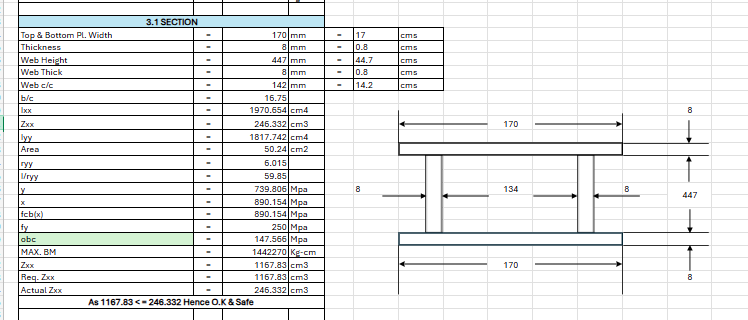 3.1 SECTION
Top & Bottom Pl. Width - 170 mm - 17 cms
Thickness - 8 mm - 0.8 cms
Web Height - 447 mm - 44.7 cms
Web Thick - 8 mm - 0.8 cms
Web c/c - 142 mm - 14.2 cms
b/c - 16.75
Ixx - 1970.654 cm4
Zxx - 246.332 cm3
Iyy - 1817.742 cm4
Area - 50.24 cm2
ryy - 6.015
l/ryy - 59.85
y - 739.806 Mpa
x - 890.154 Mpa
fcb(x) - 890.154 Mpa
fy - 250 Mpa
σbc - 147.566 Mpa
MAX. BM - 1442270 Kg-cm
Zxx - 1167.83 cm3
Req. Zxx - 1167.83 cm3
Actual Zxx - 246.332 cm3
As 1167.83 < = 246.332 Hence O.K & Safe
8
170
8
134
8
447
170
8